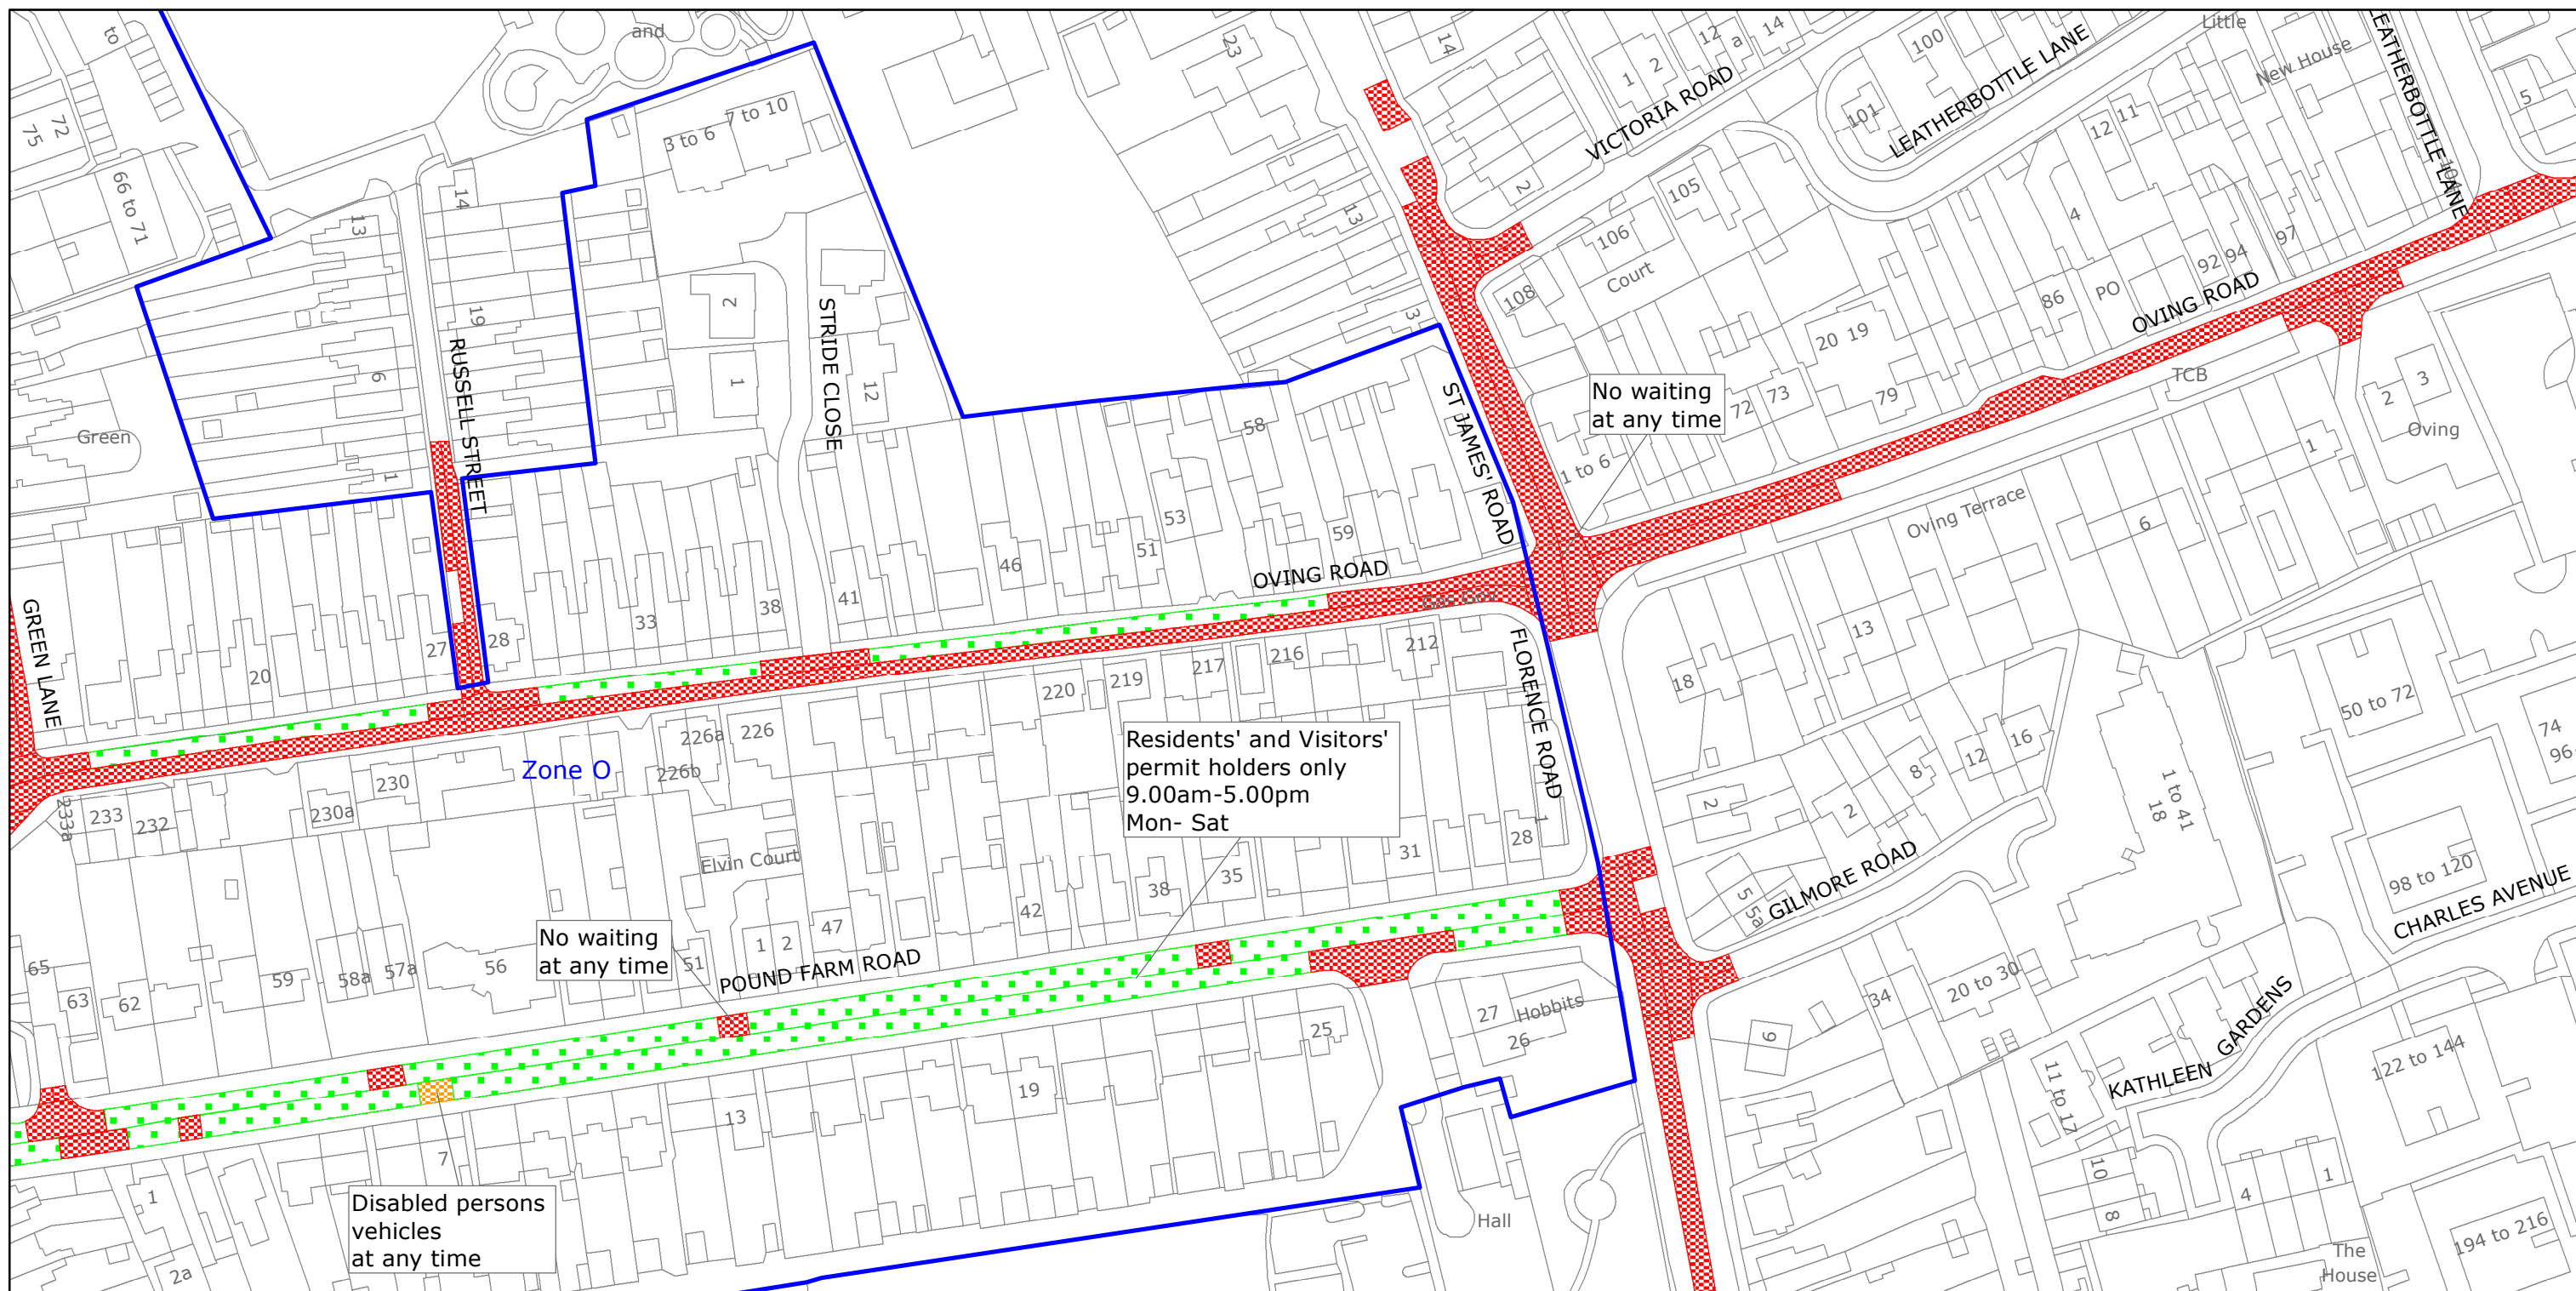 to
and
23
14
12
a
14
1
2
VICTORIA ROAD
100
LEATHERBOTTLE LANE
101
Little
New House
LEATHERBOTTLE LANE
104
5
72
75
66 to 71
3 to 6
7 to 10
14
13
2
13
106
105
Court
108
12
11
4
97
92
94
PO
86
OVING ROAD
19
RUSSELL STREET
6
Green
1
2
1
STRIDE CLOSE
12
58
3
ST JAMES' ROAD
No waiting
at any time
1 to 6
72
73
20
19
79
TCB
2
3
Oving
1
53
59
51
46
OVING ROAD
Oving Terrace
6
13
18
GREEN LANE
20
27
28
33
38
41
Gas Gov
212
216
217
219
220
FLORENCE ROAD
50 to 72
74
96
233a
233
232
230a
230
Zone O
226a
226
226b
Residents' and Visitors'
permit holders only
9.00am-5.00pm
Mon- Sat
Elvin Court
1
28
31
35
38
42
47
1
2
51
2
2
8
12
16
5
5a
GILMORE ROAD
1 to 41
18
98 to 120
CHARLES AVENUE
No waiting
at any time
POUND FARM ROAD
65
63
62
59
58a
57a
56
27
Hobbits
26
25
34
20 to 30
9
KATHLEEN GARDENS
11 to 17
122 to 144
19
13
7
1
2a
Disabled persons
vehicles
at any time
Hall
10
8
4
1
The
House
194 to 216